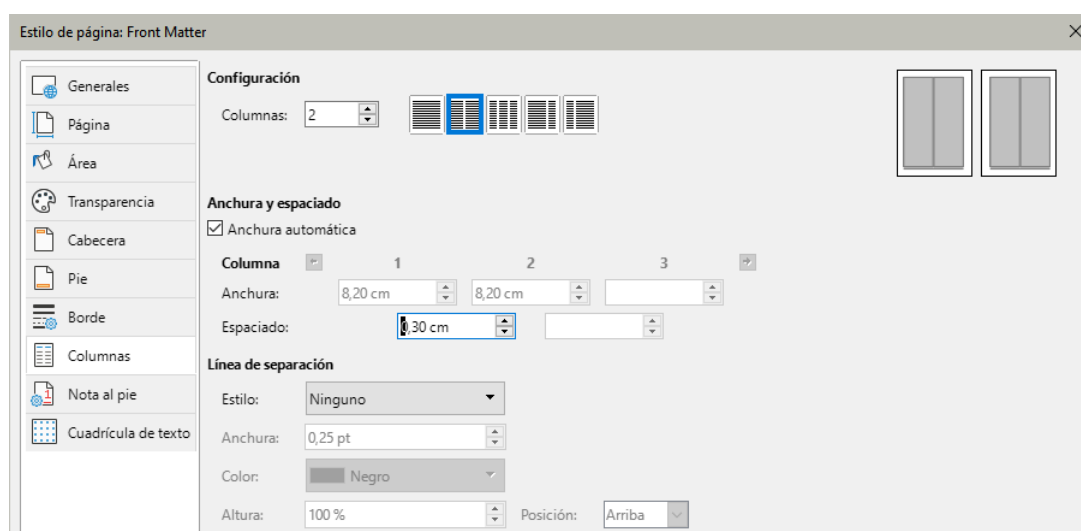 Estilo de página: Front Matter
Generales
Página
Área
Transparencia
Cabecera
Pie
Borde
Columnas
Nota al pie
Cuadrícula de texto
Configuración
Columnas: 2
Anchura y espaciado
Anchura automática
Columna 1 2 3
Anchura: 8,20 cm 8,20 cm
Espaciado: 0,30 cm
Línea de separación
Estilo: Ninguno
Anchura: 0,25 pt
Color: Negro
Altura: 100 % Posición: Arriba